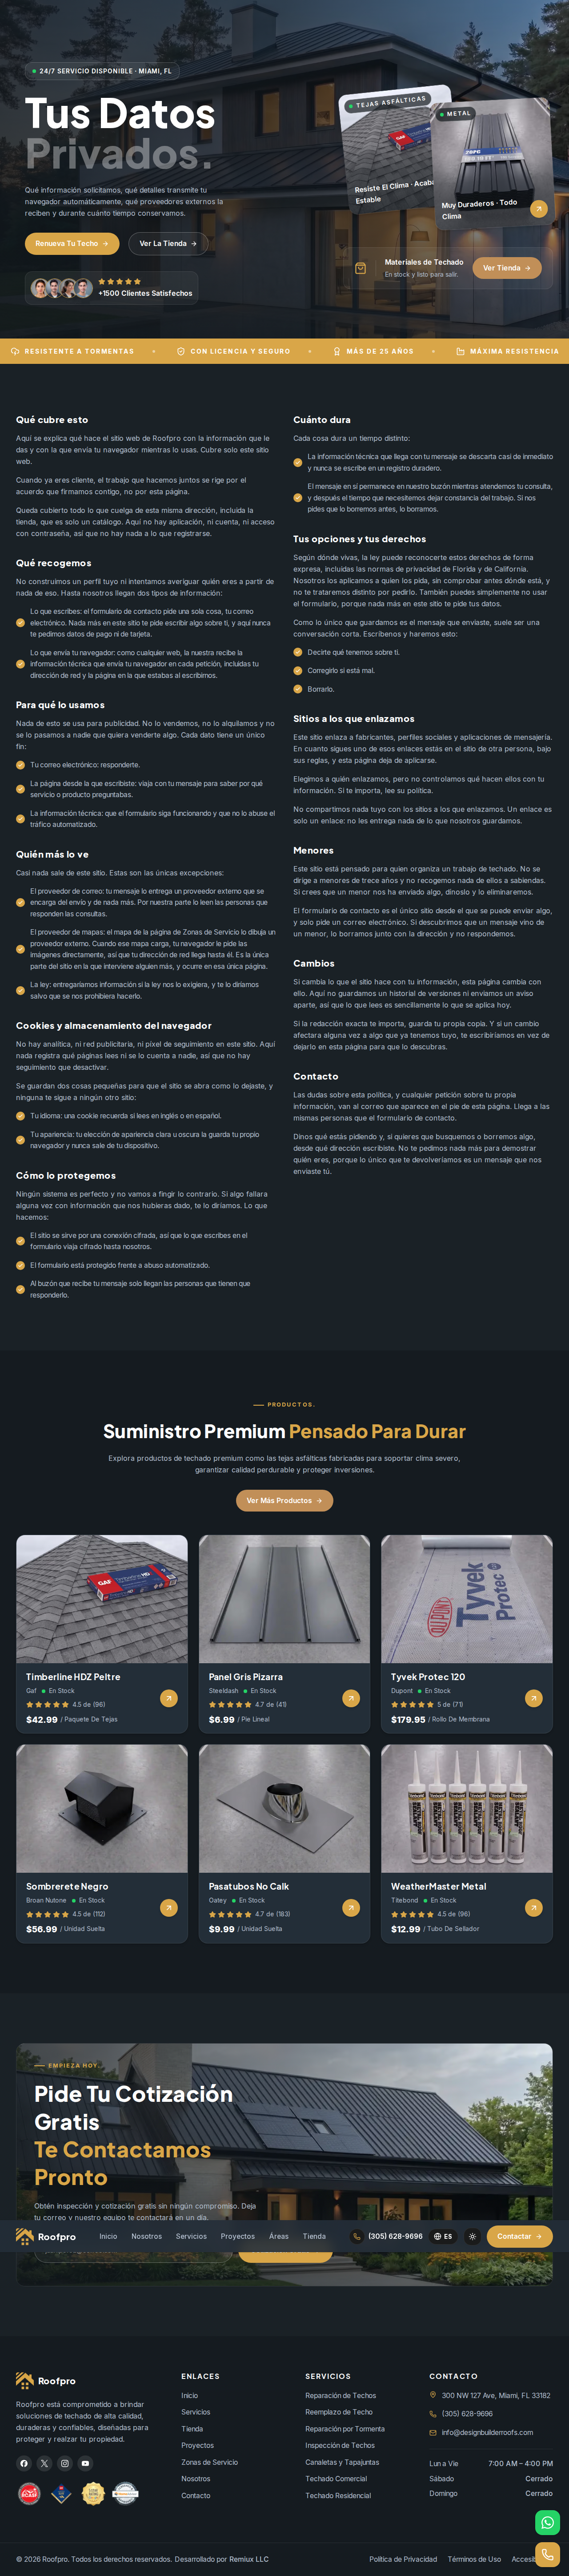 24/7 SERVICIO DISPONIBLE · MIAMI, FL
Tus Datos
Privados.
Qué información solicitamos, qué detalles transmite tu
navegador automáticamente, qué proveedores externos la
reciben y durante cuánto tiempo conservamos.
Renueva Tu Techo
Ver La Tienda
+1500 Clientes Satisfechos
TEJAS ASFÁLTICAS
Resiste El Clima · Acaba
Estable
METAL
Muy Duraderos · Todo
Clima
Materiales de Techado
En stock y listo para salir.
Ver Tienda
RESISTENTE A TORMENTAS
CON LICENCIA Y SEGURO
MÁS DE 25 AÑOS
MÁXIMA RESISTENCIA
Qué cubre esto
Aquí se explica qué hace el sitio web de Roofpro con la información que le
das y con la que envía tu navegador mientras lo usas. Cubre solo este sitio
web.
Cuando ya eres cliente, el trabajo que hacemos juntos se rige por el
acuerdo que firmamos contigo, no por esta página.
Queda cubierto todo lo que cuelga de esta misma dirección, incluida la
tienda, que es solo un catálogo. Aquí no hay aplicación, ni cuenta, ni acceso
con contraseña, así que no hay nada a lo que registrarse.
Qué recogemos
No construimos un perfil tuyo ni intentamos averiguar quién eres a partir de
nada de eso. Hasta nosotros llegan dos tipos de información:
Lo que escribes: el formulario de contacto pide una sola cosa, tu correo
electrónico. Nada más en este sitio te pide escribir algo sobre ti, y aquí nunca
te pedimos datos de pago ni de tarjeta.
Lo que envía tu navegador: como cualquier web, la nuestra recibe la
información técnica que envía tu navegador en cada petición, incluidas tu
dirección de red y la página en la que estabas al escribirnos.
Para qué lo usamos
Nada de esto se usa para publicidad. No lo vendemos, no lo alquilamos y no
se lo pasamos a nadie que quiera venderte algo. Cada dato tiene un único
fin:
Tu correo electrónico: responderte.
La página desde la que escribiste: viaja con tu mensaje para saber por qué
servicio o producto preguntabas.
La información técnica: que el formulario siga funcionando y que no lo abuse el
tráfico automatizado.
Quién más lo ve
Casi nada sale de este sitio. Estas son las únicas excepciones:
El proveedor de correo: tu mensaje lo entrega un proveedor externo que se
encarga del envío y de nada más. Por nuestra parte lo leen las personas que
responden las consultas.
El proveedor de mapas: el mapa de la página de Zonas de Servicio lo dibuja un
proveedor externo. Cuando ese mapa carga, tu navegador le pide las
imágenes directamente, así que tu dirección de red llega hasta él. Es la única
parte del sitio en la que interviene alguien más, y ocurre en esa única página.
La ley: entregaríamos información si la ley nos lo exigiera, y te lo diríamos
salvo que se nos prohibiera hacerlo.
Cookies y almacenamiento del navegador
No hay analítica, ni red publicitaria, ni píxel de seguimiento en este sitio. Aquí
nada registra qué páginas lees ni se lo cuenta a nadie, así que no hay
seguimiento que desactivar.
Se guardan dos cosas pequeñas para que el sitio se abra como lo dejaste, y
ninguna te sigue a ningún otro sitio:
Tu idioma: una cookie recuerda si lees en inglés o en español.
Tu apariencia: tu elección de apariencia clara u oscura la guarda tu propio
navegador y nunca sale de tu dispositivo.
Cómo lo protegemos
Ningún sistema es perfecto y no vamos a fingir lo contrario. Si algo fallara
alguna vez con información que nos hubieras dado, te lo diríamos. Lo que
hacemos:
El sitio se sirve por una conexión cifrada, así que lo que escribes en el
formulario viaja cifrado hasta nosotros.
El formulario está protegido frente a abuso automatizado.
Al buzón que recibe tu mensaje solo llegan las personas que tienen que
responderlo.
Cuánto dura
Cada cosa dura un tiempo distinto:
La información técnica que llega con tu mensaje se descarta casi de inmediato
y nunca se escribe en un registro duradero.
El mensaje en sí permanece en nuestro buzón mientras atendemos tu consulta,
y después el tiempo que necesitemos dejar constancia del trabajo. Si nos
pides que lo borremos antes, lo borramos.
Tus opciones y tus derechos
Según dónde vivas, la ley puede reconocerte estos derechos de forma
expresa, incluidas las normas de privacidad de Florida y de California.
Nosotros los aplicamos a quien los pida, sin comprobar antes dónde está, y
no te trataremos distinto por pedirlo. También puedes simplemente no usar
el formulario, porque nada más en este sitio te pide tus datos.
Como lo único que guardamos es el mensaje que enviaste, suele ser una
conversación corta. Escríbenos y haremos esto:
Decirte qué tenemos sobre ti.
Corregirlo si está mal.
Borrarlo.
Sitios a los que enlazamos
Este sitio enlaza a fabricantes, perfiles sociales y aplicaciones de mensajería.
En cuanto sigues uno de esos enlaces estás en el sitio de otra persona, bajo
sus reglas, y esta página deja de aplicarse.
Elegimos a quién enlazamos, pero no controlamos qué hacen ellos con tu
información. Si te importa, lee su política.
No compartimos nada tuyo con los sitios a los que enlazamos. Un enlace es
solo un enlace: no les entrega nada de lo que nosotros guardamos.
Menores
Este sitio está pensado para quien organiza un trabajo de techado. No se
dirige a menores de trece años y no recogemos nada de ellos a sabiendas.
Si crees que un menor nos ha enviado algo, dínoslo y lo eliminaremos.
El formulario de contacto es el único sitio desde el que se puede enviar algo,
y solo pide un correo electrónico. Si descubrimos que un mensaje vino de
un menor, lo borramos junto con la dirección y no respondemos.
Cambios
Si cambia lo que el sitio hace con tu información, esta página cambia con
ello. Aquí no guardamos un historial de versiones ni enviamos un aviso
aparte, así que lo que lees es sencillamente lo que se aplica hoy.
Si la redacción exacta te importa, guarda tu propia copia. Y si un cambio
afectara alguna vez a algo que ya tenemos tuyo, te escribiríamos en vez de
dejarlo en esta página para que lo descubras.
Contacto
Las dudas sobre esta política, y cualquier petición sobre tu propia
información, van al correo que aparece en el pie de esta página. Llega a las
mismas personas que el formulario de contacto.
Dinos qué estás pidiendo y, si quieres que busquemos o borremos algo,
desde qué dirección escribiste. No te pedimos nada más para demostrar
quién eres, porque lo único que te devolveríamos es un mensaje que nos
enviaste tú.
PRODUCTOS.
Suministro Premium Pensado Para Durar
Explora productos de techado premium como las tejas asfálticas fabricadas para soportar clima severo,
garantizar calidad perdurable y proteger inversiones.
Ver Más Productos
Timberline HDZ Peltre
Gaf En Stock
4.5 de (96)
$42.99 / Paquete De Tejas
Panel Gris Pizarra
Steeldash En Stock
4.7 de (41)
$6.99 / Pie Lineal
Tyvek Protec 120
Dupont En Stock
5 de (71)
$179.95 / Rollo De Membrana
Sombrerete Negro
Broan Nutone En Stock
4.5 de (112)
$56.99 / Unidad Suelta
Pasatubos No Calk
Oatey En Stock
4.7 de (183)
$9.99 / Unidad Suelta
WeatherMaster Metal
Titebond En Stock
4.5 de (96)
$12.99 / Tubo De Sellador
EMPIEZA HOY
Pide Tu Cotización
Gratis
Te Contactamos
Pronto
Obtén inspección y cotización gratis sin ningún compromiso. Deja
tu correo y nuestro equipo te contactará en un día.
Roofpro
Inicio
Nosotros
Servicios
Proyectos
Áreas
Tienda
(305) 628-9696
ES
Contactar
Roofpro
Roofpro está comprometido a brindar
soluciones de techado de alta calidad,
duraderas y confiables, diseñadas para
proteger y realzar tu propiedad.
ENLACES
Inicio
Servicios
Tienda
Proyectos
Zonas de Servicio
Nosotros
Contacto
SERVICIOS
Reparación de Techos
Reemplazo de Techo
Reparación por Tormenta
Inspección de Techos
Canaletas y Tapajuntas
Techado Comercial
Techado Residencial
CONTACTO
300 NW 127 Ave, Miami, FL 33182
(305) 628-9696
info@designbuilderroofs.com
Lun a Vie 7:00 AM – 4:00 PM
Sábado Cerrado
Domingo Cerrado
© 2026 Roofpro. Todos los derechos reservados. Desarrollado por Remiux LLC
Política de Privacidad
Términos de Uso